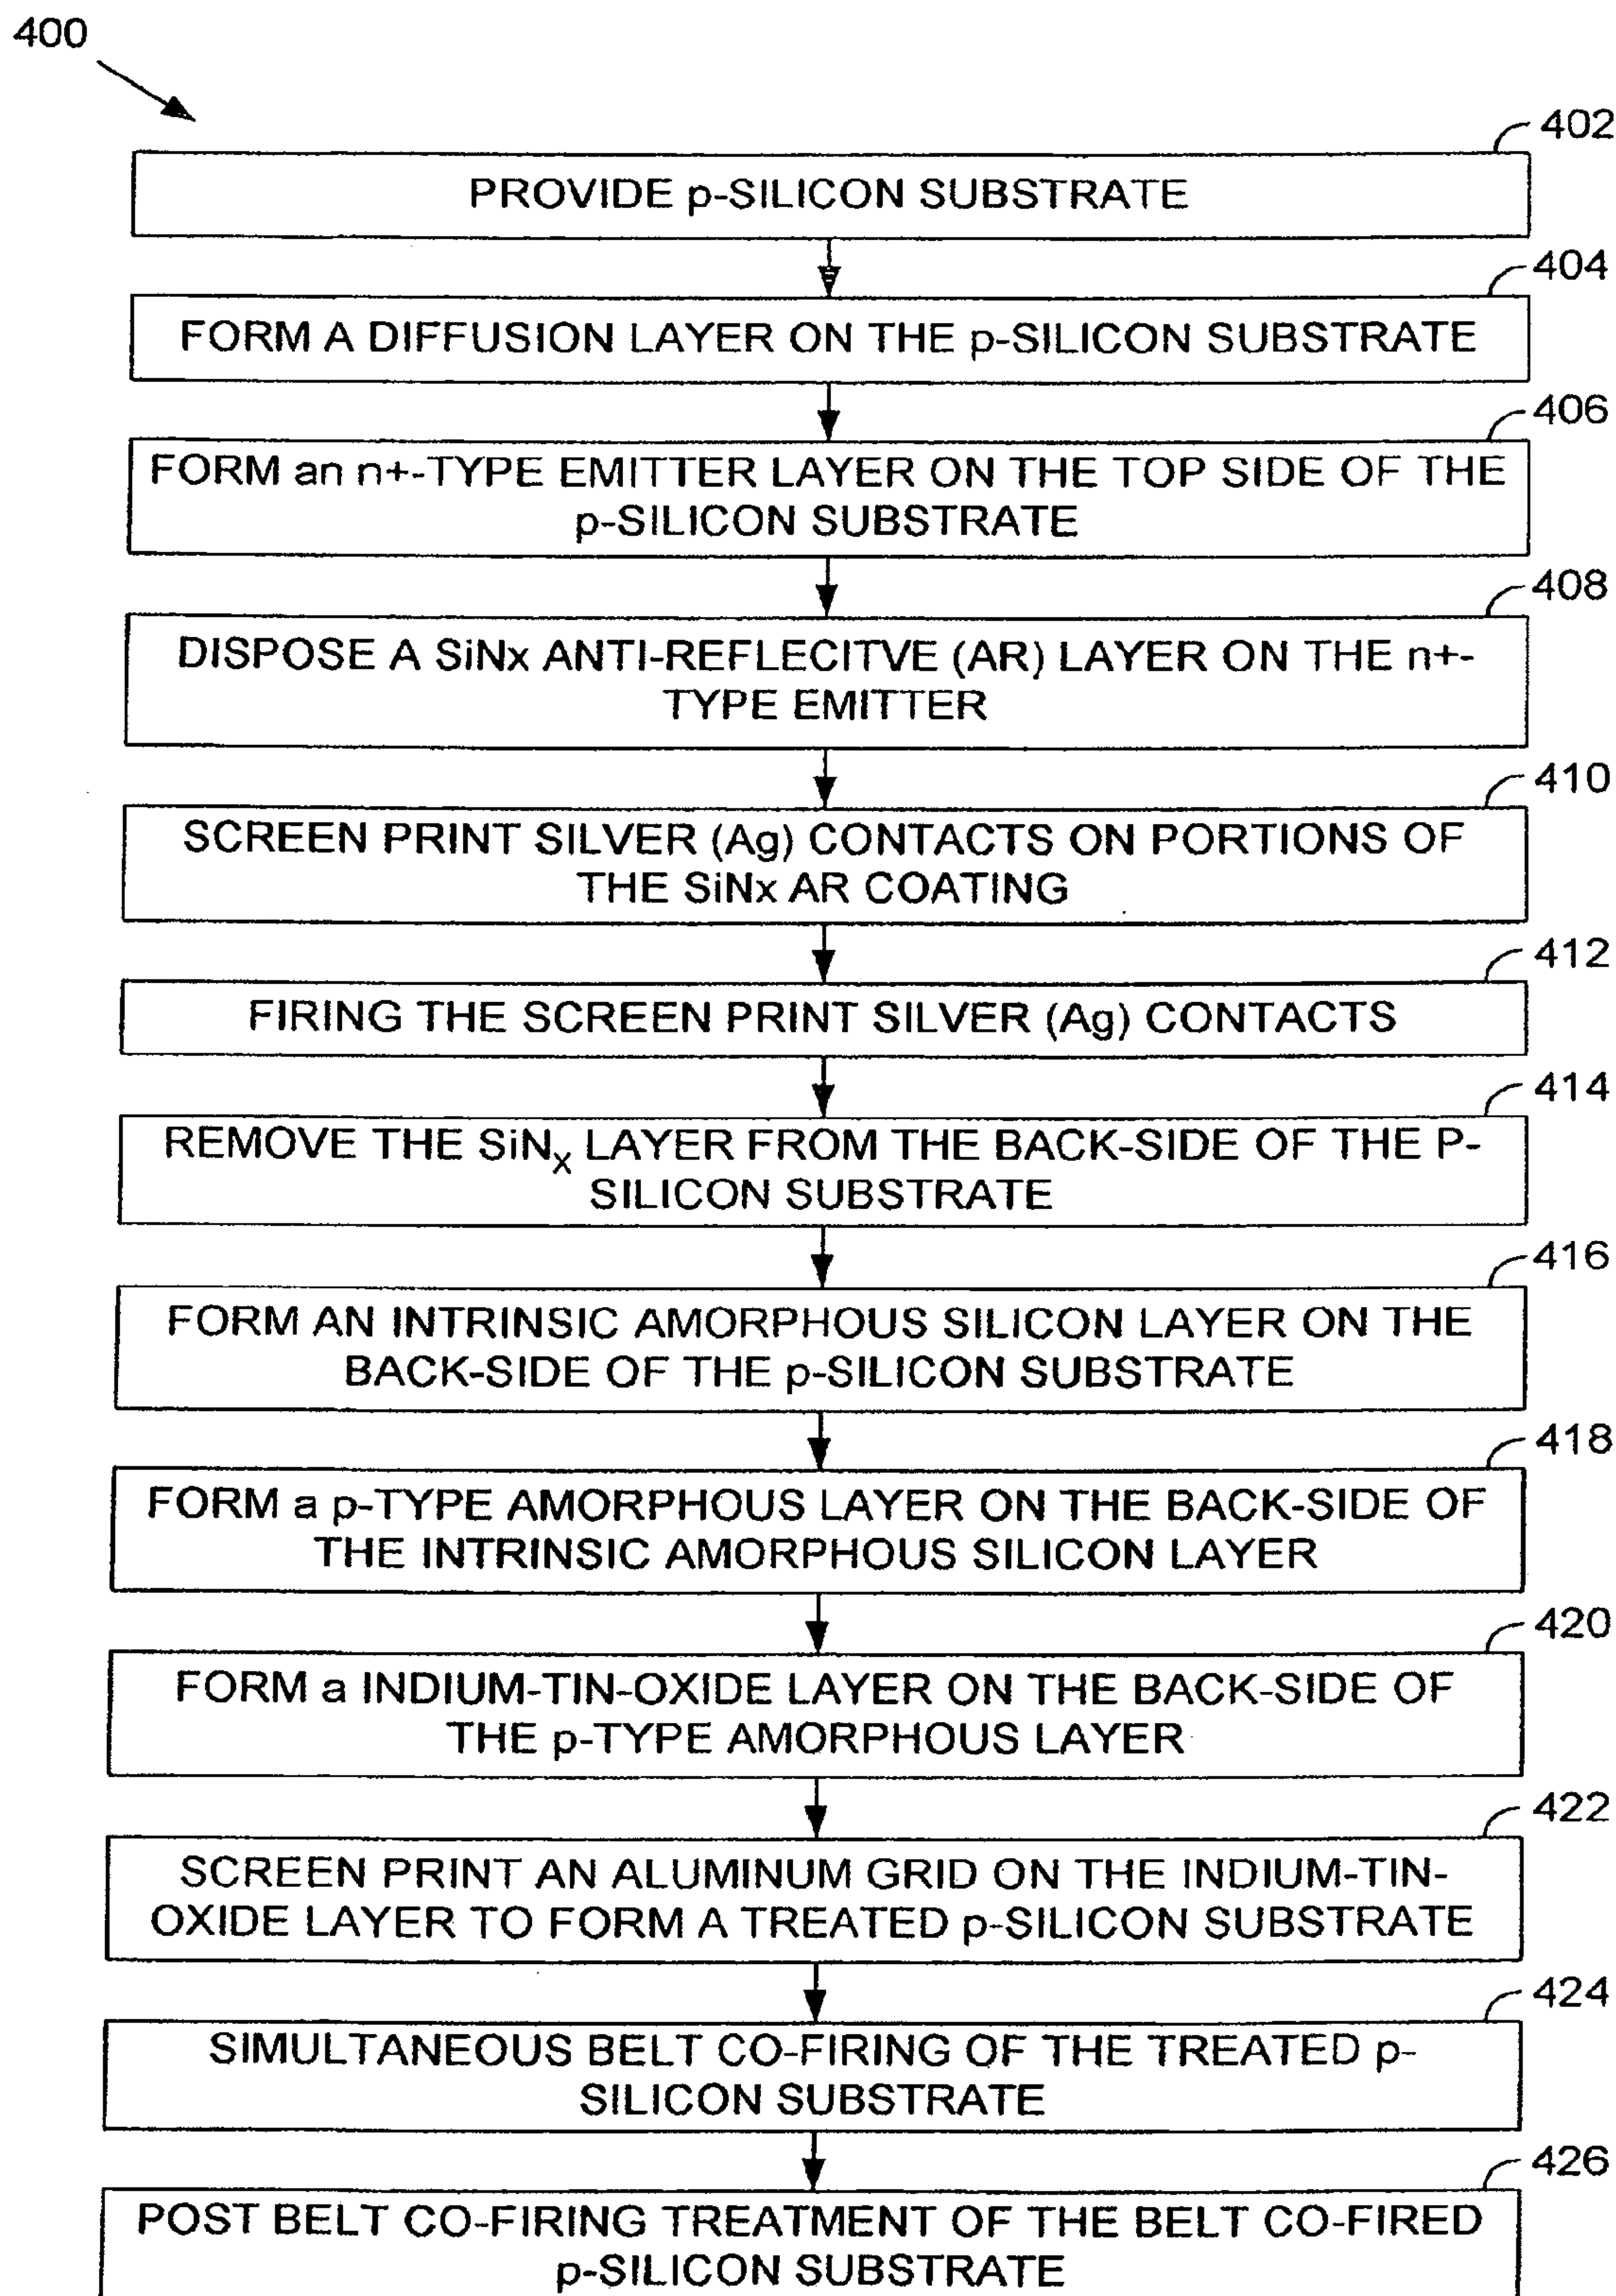 400
402
PROVIDE p-SILICON SUBSTRATE
404
FORM A DIFFUSION LAYER ON THE p-SILICON SUBSTRATE
406
FORM an n+-TYPE EMITTER LAYER ON THE TOP SIDE OF THE
p-SILICON SUBSTRATE
408
DISPOSE A SiNx ANTI-REFLECITVE (AR) LAYER ON THE n+-
TYPE EMITTER
410
SCREEN PRINT SILVER (Ag) CONTACTS ON PORTIONS OF
THE SiNx AR COATING
412
FIRING THE SCREEN PRINT SILVER (Ag) CONTACTS
414
REMOVE THE SiNX LAYER FROM THE BACK-SIDE OF THE P-
SILICON SUBSTRATE
416
FORM AN INTRINSIC AMORPHOUS SILICON LAYER ON THE
BACK-SIDE OF THE p-SILICON SUBSTRATE
418
FORM a p-TYPE AMORPHOUS LAYER ON THE BACK-SIDE OF
THE INTRINSIC AMORPHOUS SILICON LAYER
420
FORM a INDIUM-TIN-OXIDE LAYER ON THE BACK-SIDE OF
THE p-TYPE AMORPHOUS LAYER
422
SCREEN PRINT AN ALUMINUM GRID ON THE INDIUM-TIN-
OXIDE LAYER TO FORM A TREATED p-SILICON SUBSTRATE
424
SIMULTANEOUS BELT CO-FIRING OF THE TREATED p-
SILICON SUBSTRATE
426
POST BELT CO-FIRING TREATMENT OF THE BELT CO-FIRED
p-SILICON SUBSTRATE